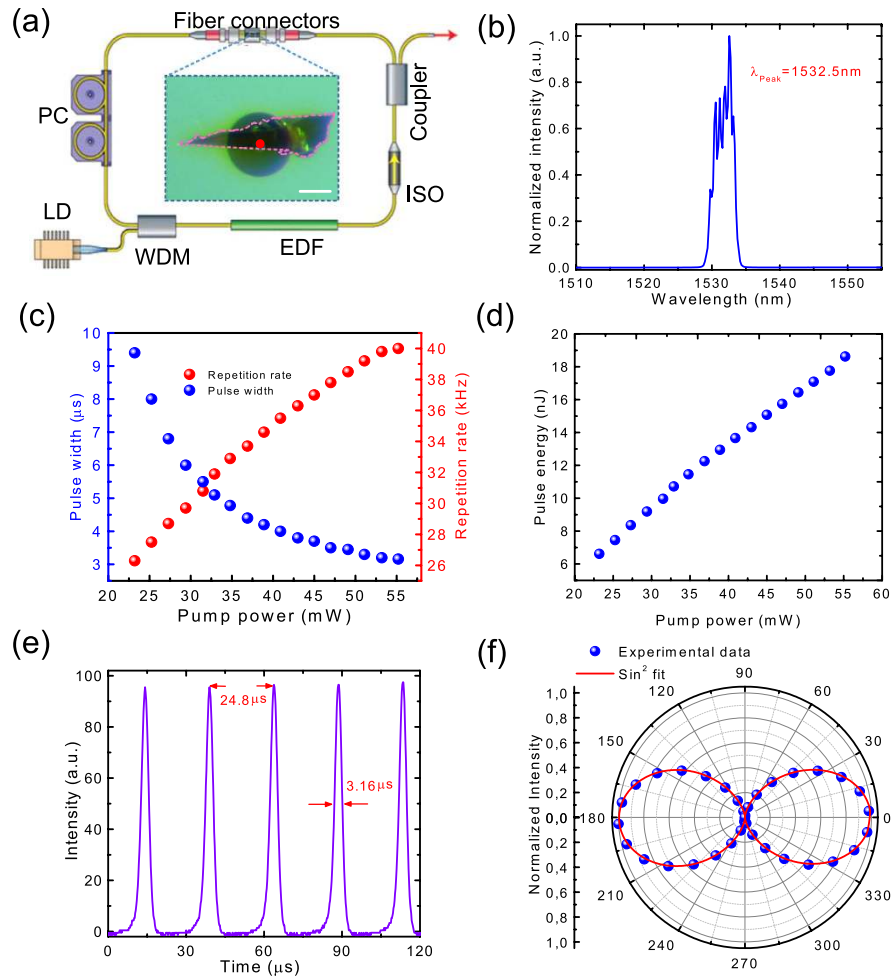 (a)
Fiber connectors
PC
Coupler
ISO
LD
WDM
EDF
(b)
Normalized intensity (a.u.)
1.0
0.8
0.6
0.4
0.2
0.0
λPeak=1532.5nm
1510 1520 1530 1540 1550
Wavelength (nm)
(c)
Pulse width (μs)
10
9
8
7
6
5
4
3
Repetition rate
Pulse width
40
38
36
34
32
30
28
26
Repetition rate (kHz)
20 25 30 35 40 45 50 55
Pump power (mW)
(d)
Pulse energy (nJ)
20
18
16
14
12
10
8
6
20 25 30 35 40 45 50 55 60
Pump power (mW)
(e)
Intensity (a.u.)
100
80
60
40
20
0
24.8μs
3.16μs
0 30 60 90 120
Time (μs)
(f)
Experimental data
Sin² fit
Normalized Intensity
1,0
0,8
0,6
0,4
0,2
0,0
0,2
0,4
0,6
0,8
1,0
90
120 60
150 30
180 0
210 330
240 300
270